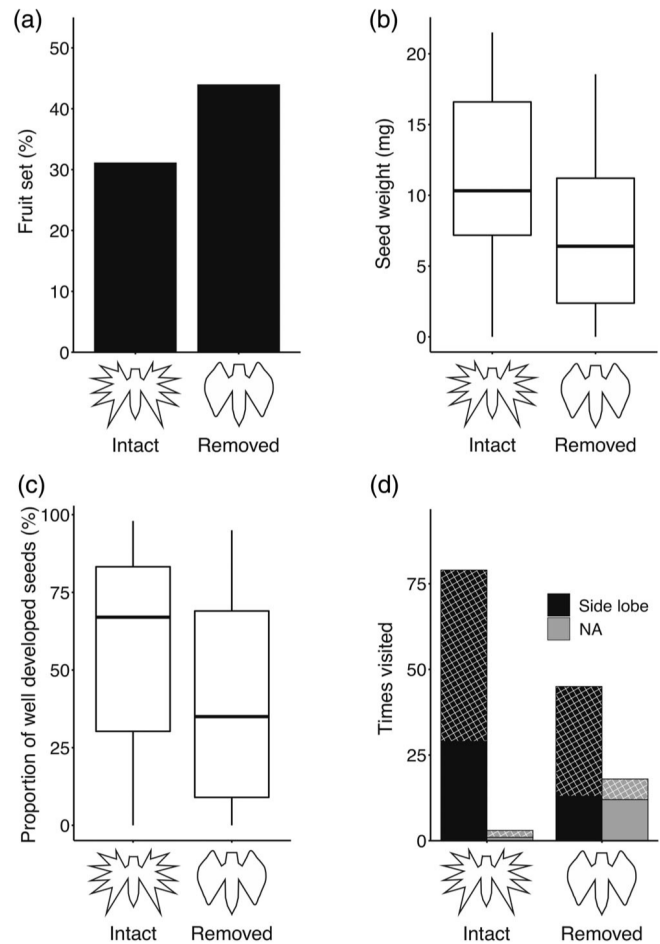 (a)
Fruit set (%)
50
40
30
20
10
0
Intact Removed
(b)
Seed weight (mg)
20
15
10
5
0
Intact Removed
(c)
Proportion of well developed seeds (%)
100
75
50
25
0
Intact Removed
(d)
Times visited
75
50
25
0
Side lobe
NA
Intact Removed